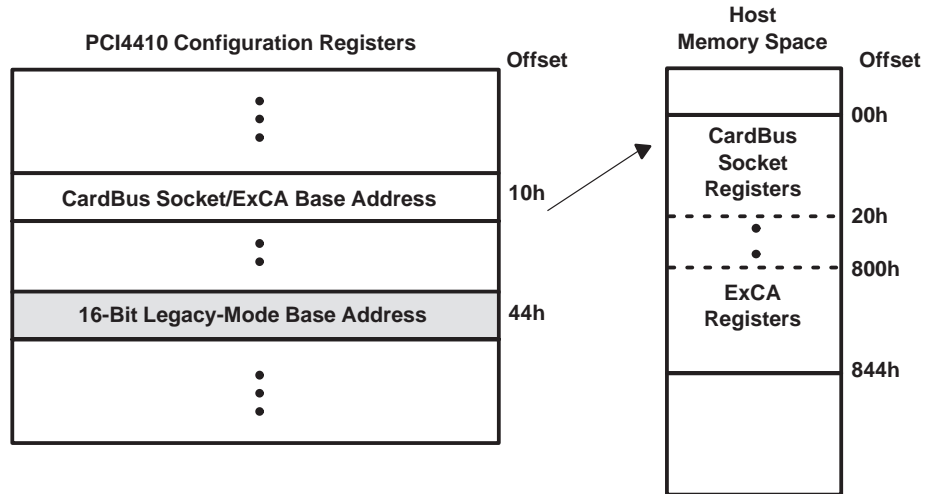 PCI4410 Configuration Registers
Offset
CardBus Socket/ExCA Base Address
10h
16-Bit Legacy-Mode Base Address
44h
Host
Memory Space
Offset
00h
CardBus
Socket
Registers
20h
800h
ExCA
Registers
844h